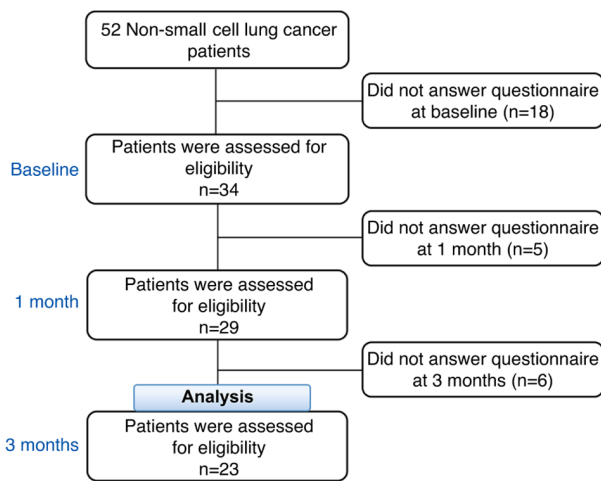 52 Non-small cell lung cancer
patients
Did not answer questionnaire
at baseline (n=18)
Baseline
Patients were assessed for
eligibility
n=34
Did not answer questionnaire
at 1 month (n=5)
1 month
Patients were assessed
for eligibility
n=29
Did not answer questionnaire
at 3 months (n=6)
Analysis
3 months
Patients were assessed
for eligibility
n=23